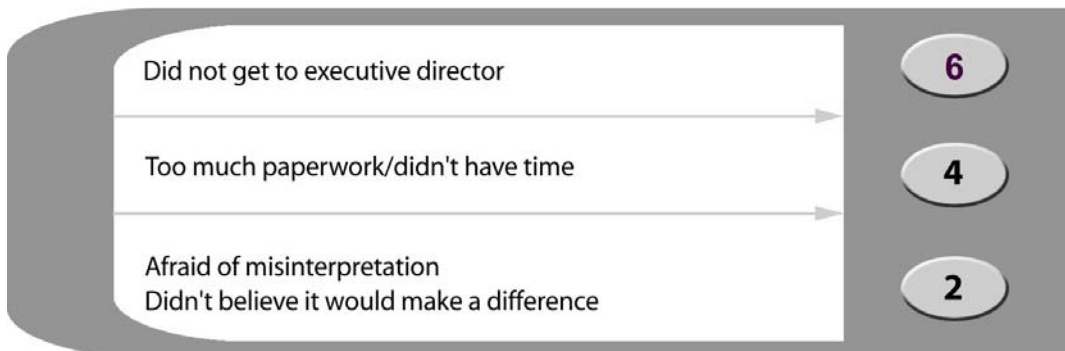 Did not get to executive director
6
Too much paperwork/didn't have time
4
Afraid of misinterpretation
Didn't believe it would make a difference
2